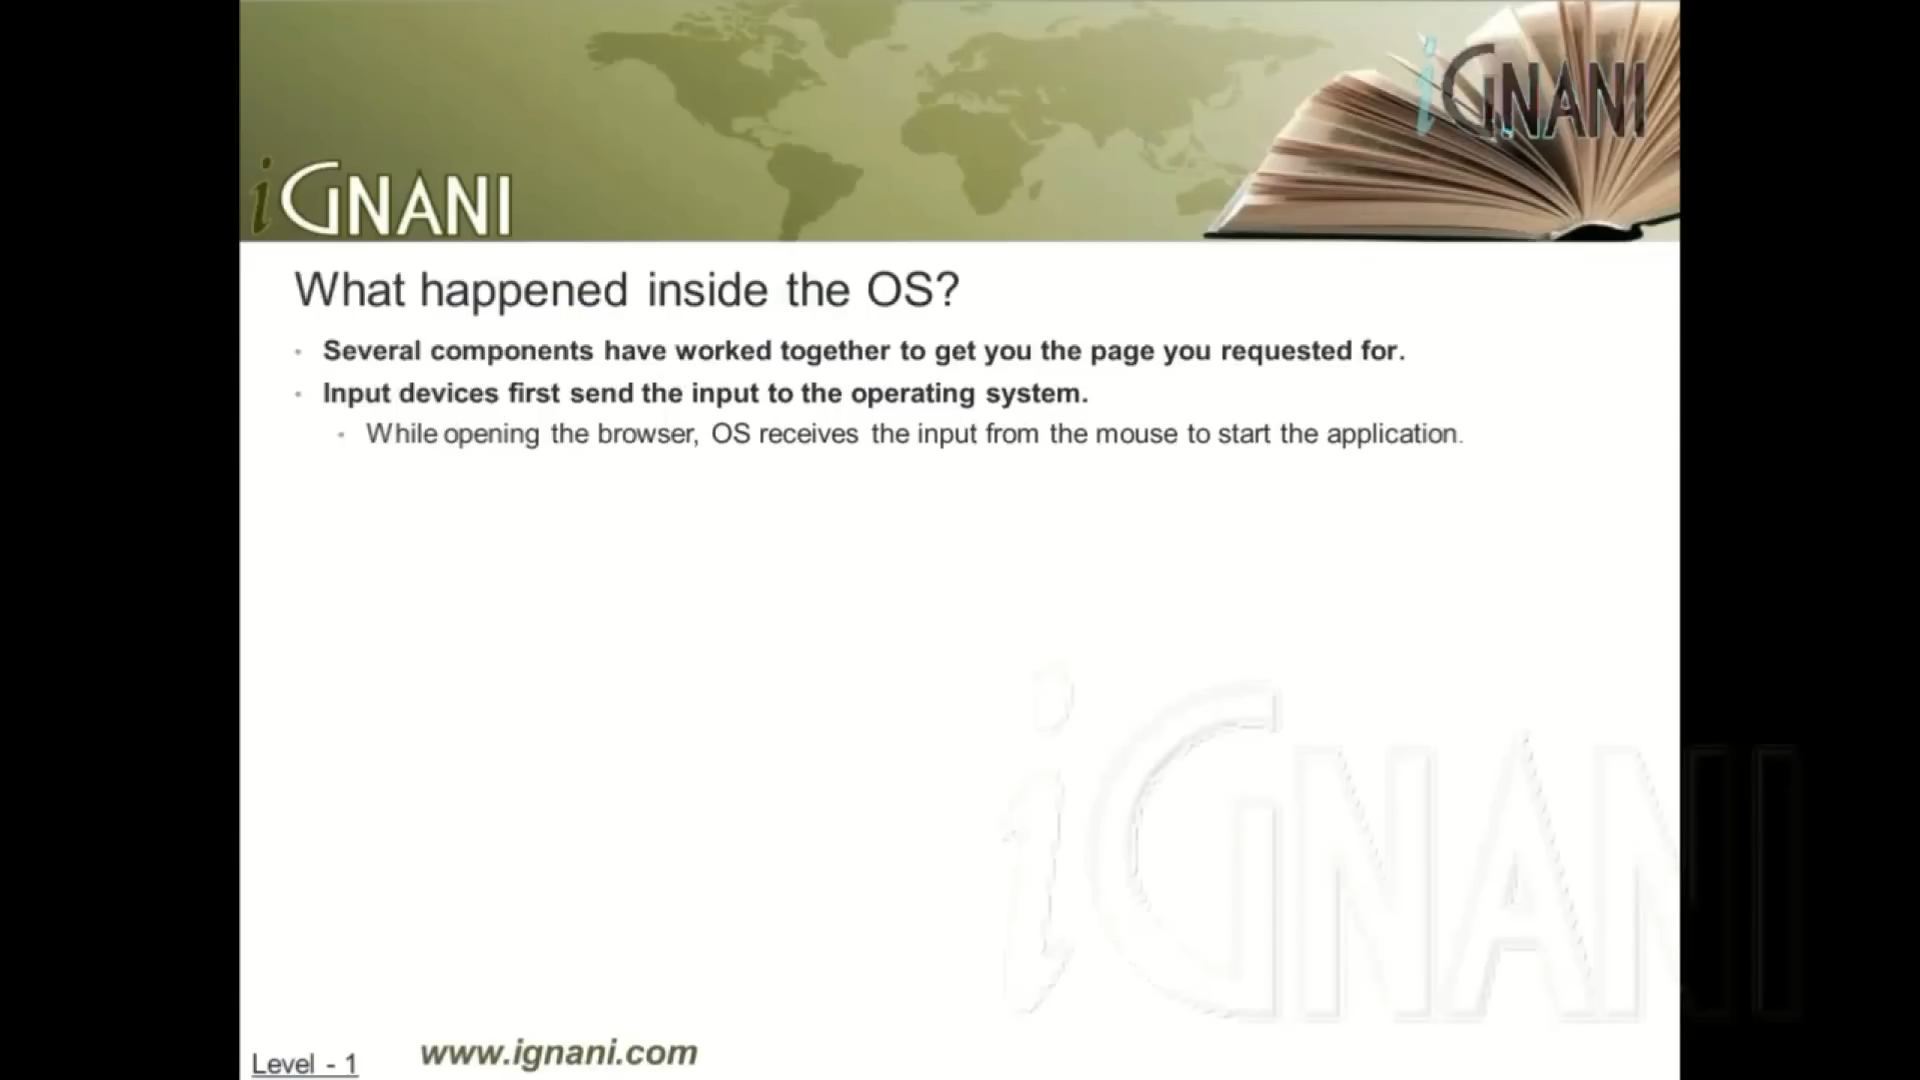 iGNANI
iGNANI
What happened inside the OS?
• Several components have worked together to get you the page you requested for.
• Input devices first send the input to the operating system.
• While opening the browser, OS receives the input from the mouse to start the application.
iGNANI
Level - 1
www.ignani.com